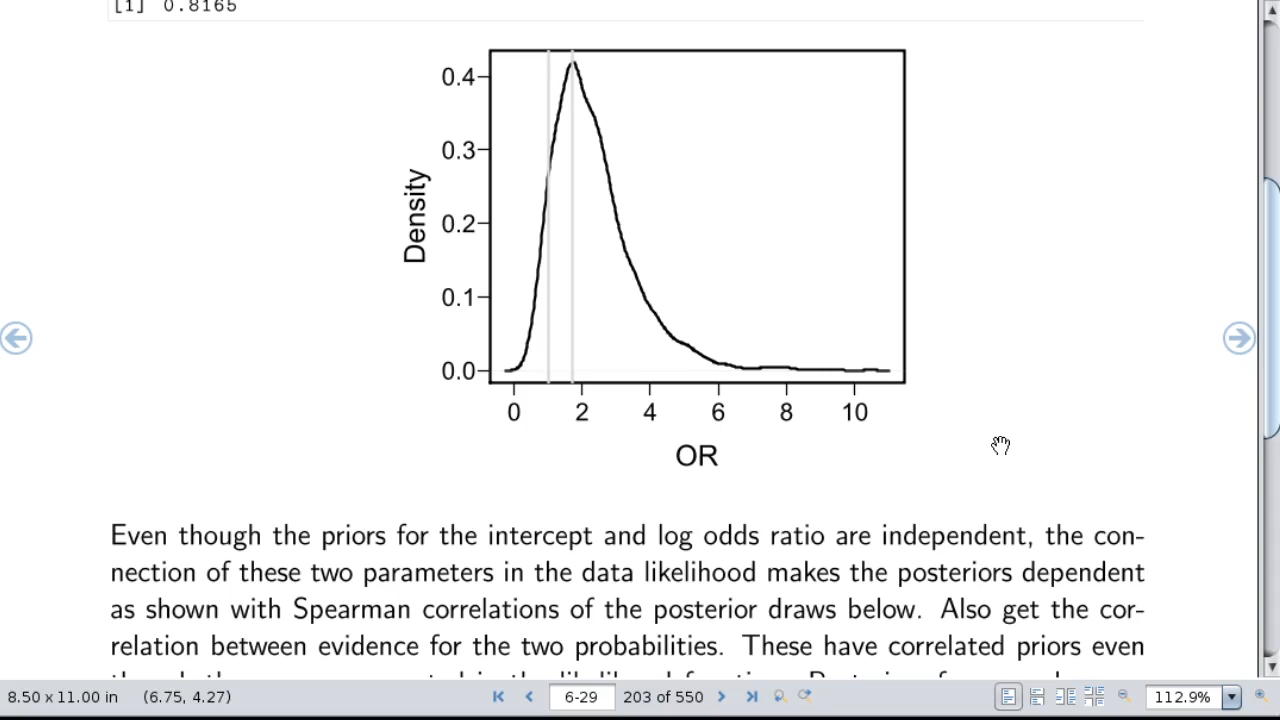 [1] 0.8165
0.4
0.3
0.2
0.1
0.0
Density
0 2 4 6 8 10
OR
Even though the priors for the intercept and log odds ratio are independent, the con-
nection of these two parameters in the data likelihood makes the posteriors dependent
as shown with Spearman correlations of the posterior draws below. Also get the cor-
relation between evidence for the two probabilities. These have correlated priors even
8.50 x 11.00 in (6.75, 4.27) 6-29 203 of 550 112.9%